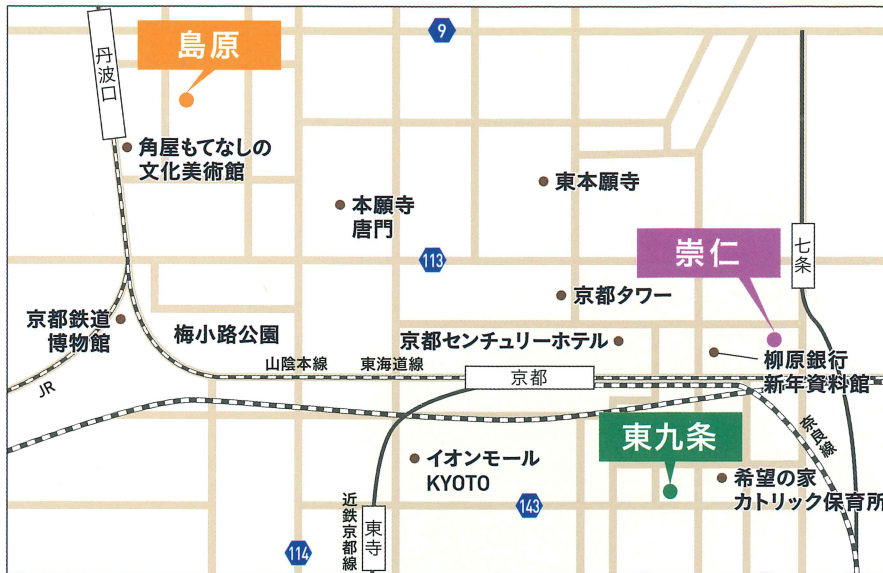 9
島原
丹波口
角屋もてなしの
文化美術館
東本願寺
本願寺
唐門
崇仁
七条
113
京都タワー
京都鉄道
博物館
梅小路公園
京都センチュリーホテル
柳原銀行
新年資料館
山陰本線
東海道線
京都
JR
東九条
奈良線
イオンモール
KYOTO
希望の家
カトリック保育所
143
近鉄京都線
東寺
114